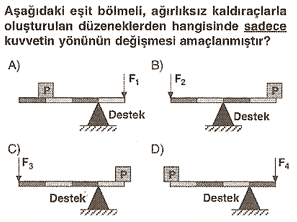 Aşağıdaki eşit bölmeli, ağırlıksız kaldıraçlarla
oluşturulan düzeneklerden hangisinde sadece
kuvvetin yönünün değişmesi amaçlanmıştır?
A) P F₁ Destek
B) F₂ P Destek
C) F₃ P Destek
D) P F₄ Destek